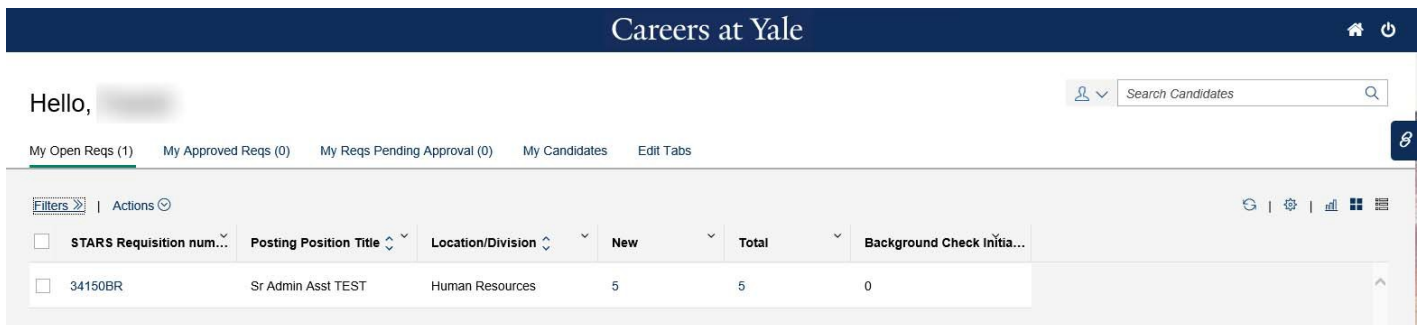 Careers at Yale
Hello,
Search Candidates
My Open Reqs (1) My Approved Reqs (0) My Reqs Pending Approval (0) My Candidates Edit Tabs
Filters | Actions
STARS Requisition num... Posting Position Title Location/Division New Total Background Check Initia...
34150BR Sr Admin Asst TEST Human Resources 5 5 0